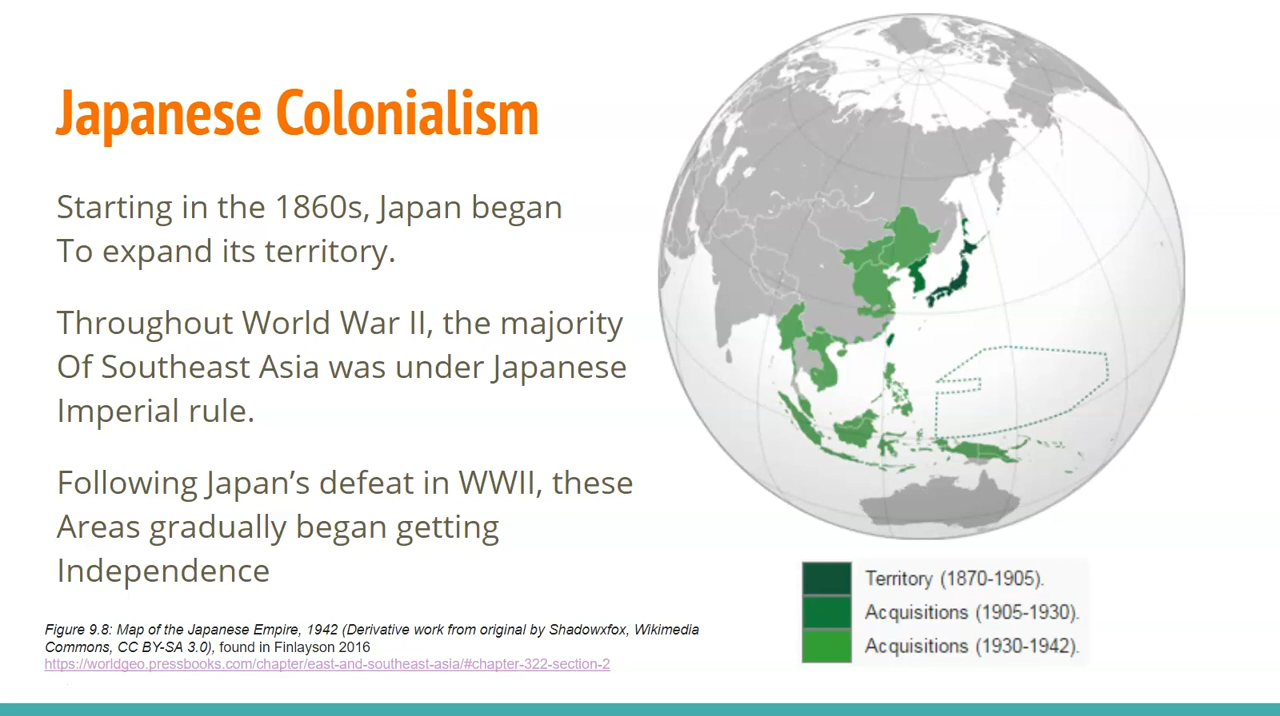 Japanese Colonialism
Starting in the 1860s, Japan began
To expand its territory.
Throughout World War II, the majority
Of Southeast Asia was under Japanese
Imperial rule.
Following Japan's defeat in WWII, these
Areas gradually began getting
Independence
Figure 9.8: Map of the Japanese Empire, 1942 (Derivative work from original by Shadowxfox, Wikimedia
Commons, CC BY-SA 3.0), found in Finlayson 2016
https://worldgeo.pressbooks.com/chapter/east-and-southeast-asia/#chapter-322-section-2
Territory (1870-1905).
Acquisitions (1905-1930).
Acquisitions (1930-1942).